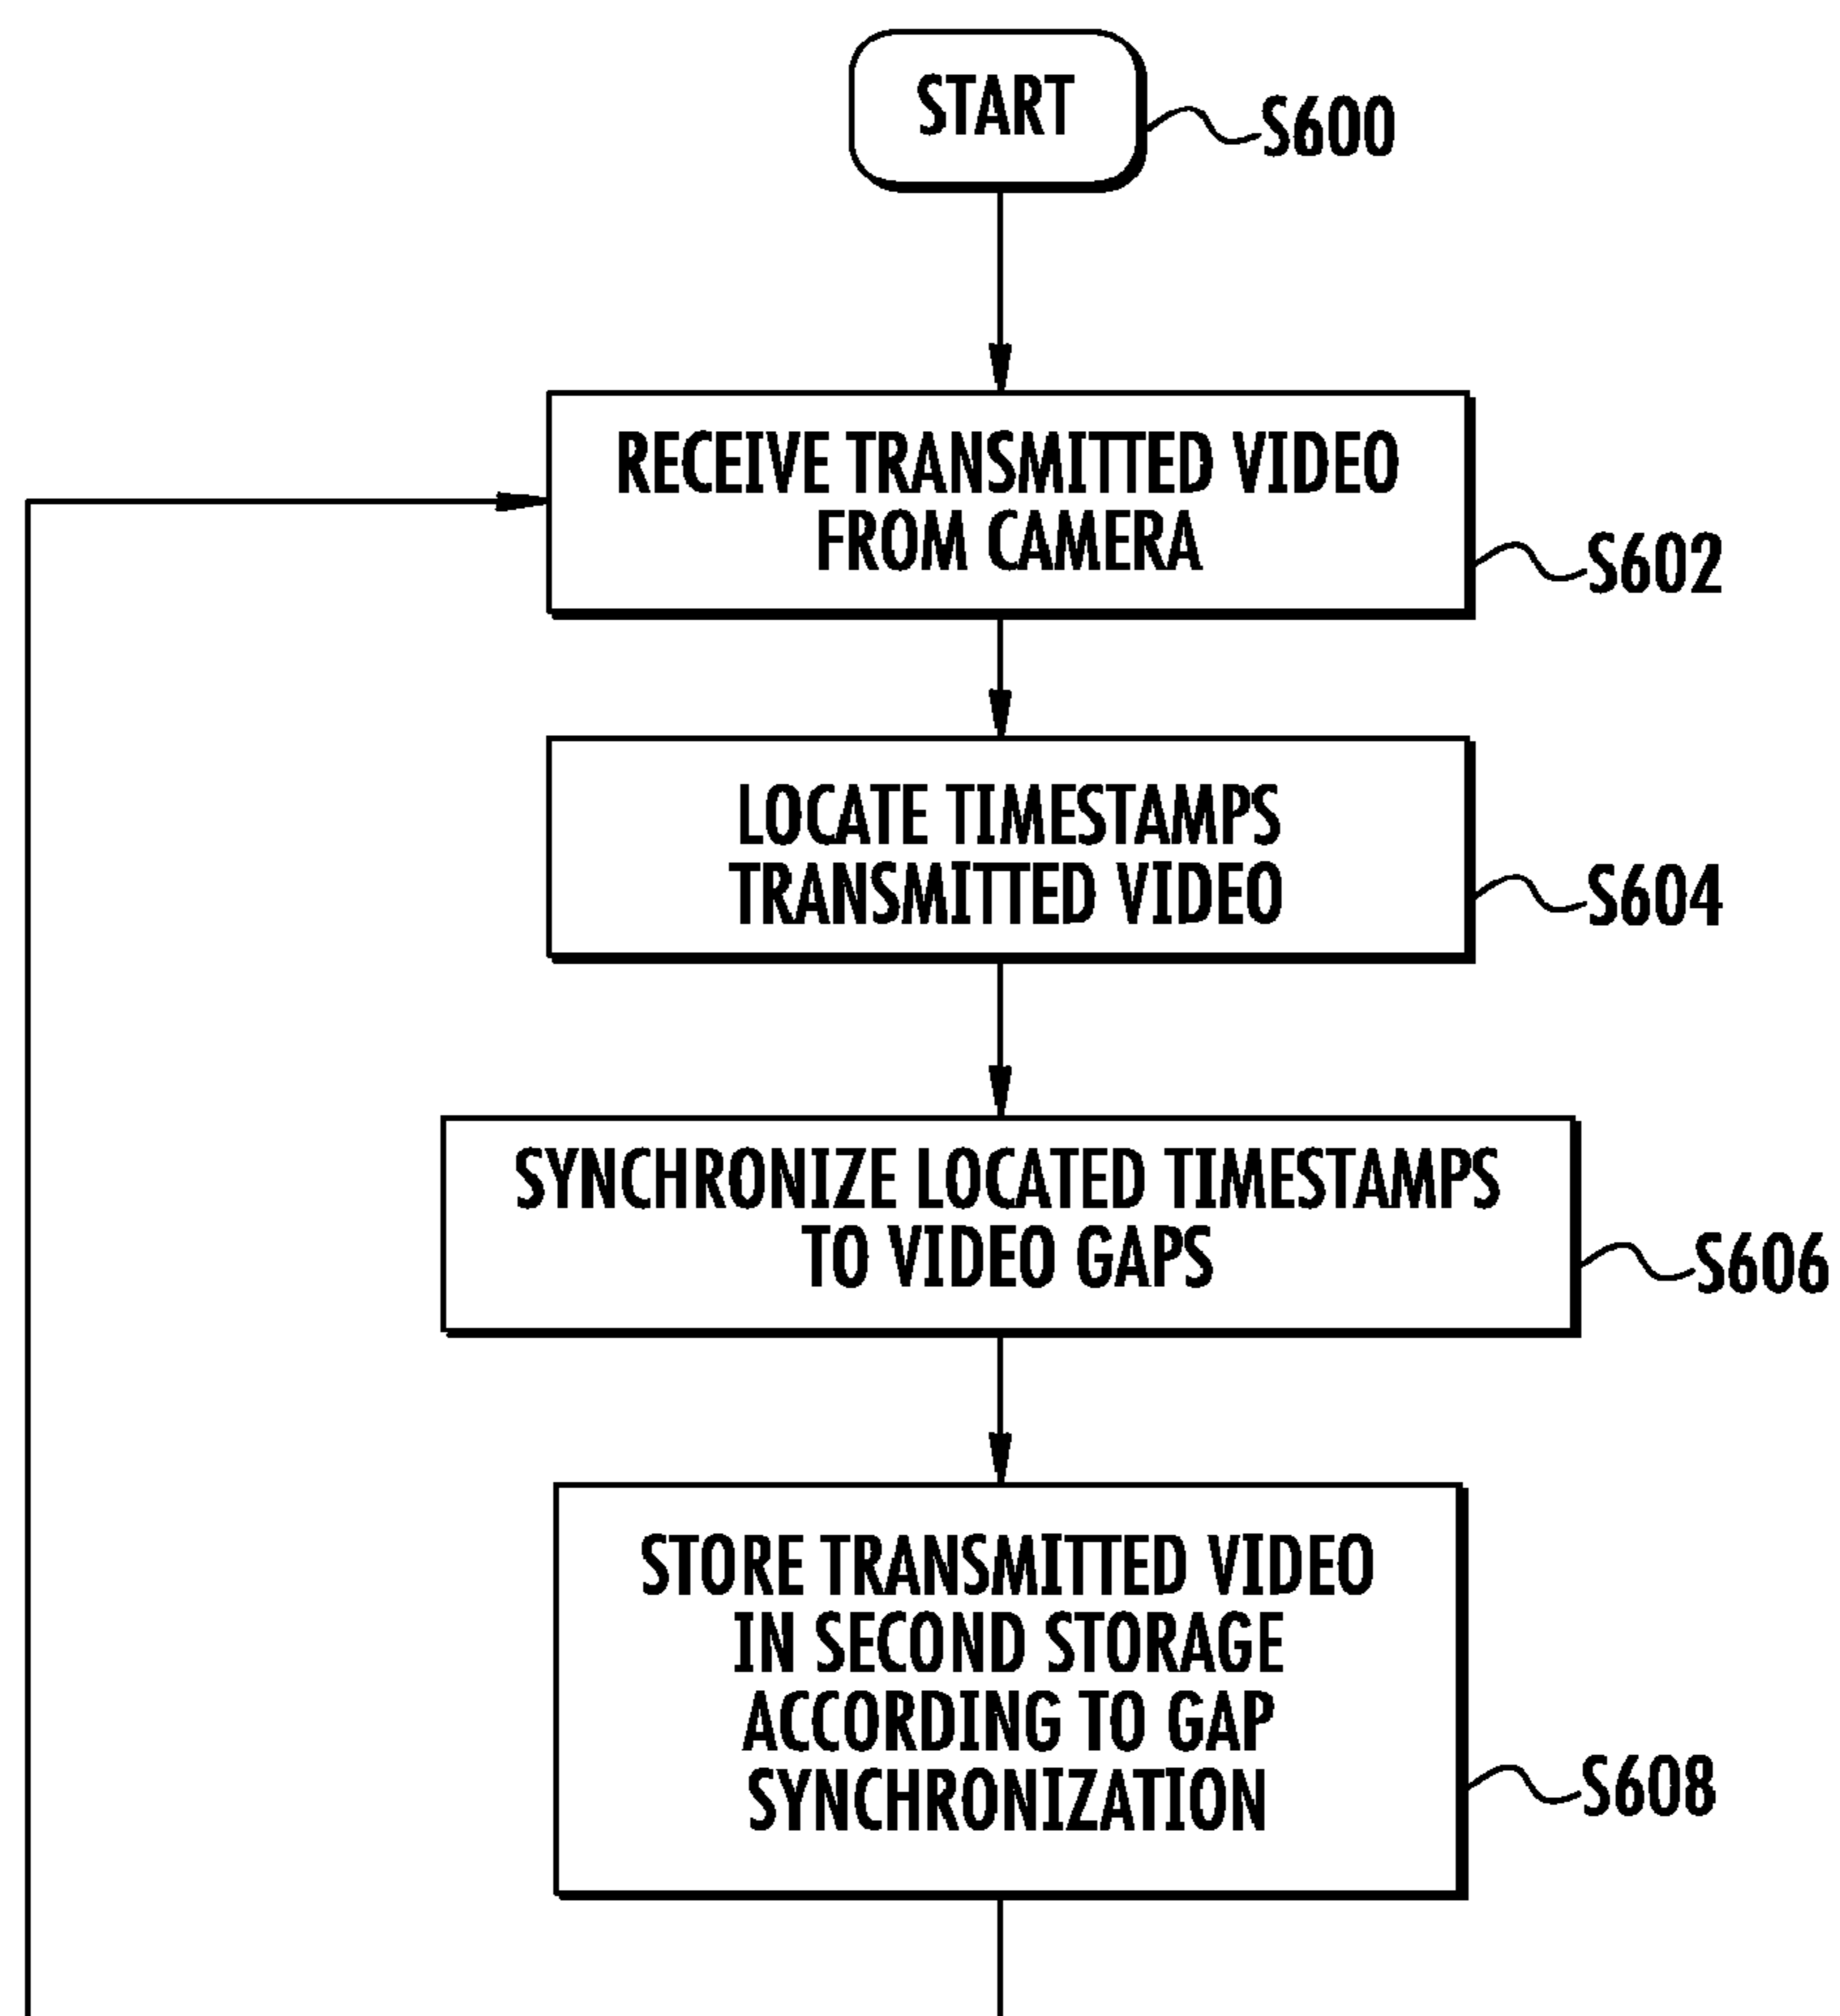 START
S600
RECEIVE TRANSMITTED VIDEO
FROM CAMERA
S602
LOCATE TIMESTAMPS
TRANSMITTED VIDEO
S604
SYNCHRONIZE LOCATED TIMESTAMPS
TO VIDEO GAPS
S606
STORE TRANSMITTED VIDEO
IN SECOND STORAGE
ACCORDING TO GAP
SYNCHRONIZATION
S608